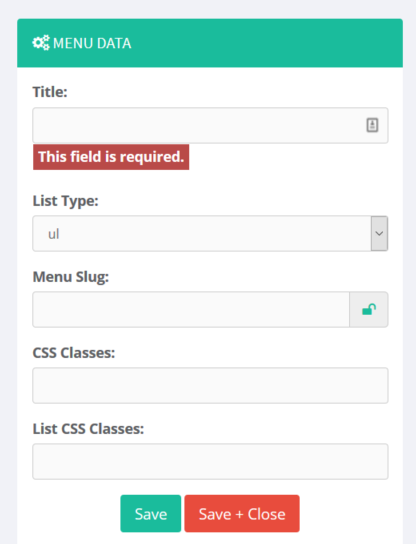 MENU DATA
Title:
This field is required.
List Type:
ul
Menu Slug:
CSS Classes:
List CSS Classes:
Save
Save + Close